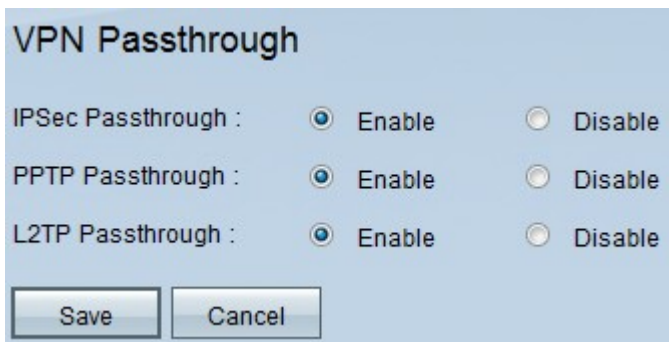 VPN Passthrough
IPSec Passthrough : Enable Disable
PPTP Passthrough : Enable Disable
L2TP Passthrough : Enable Disable
Save Cancel